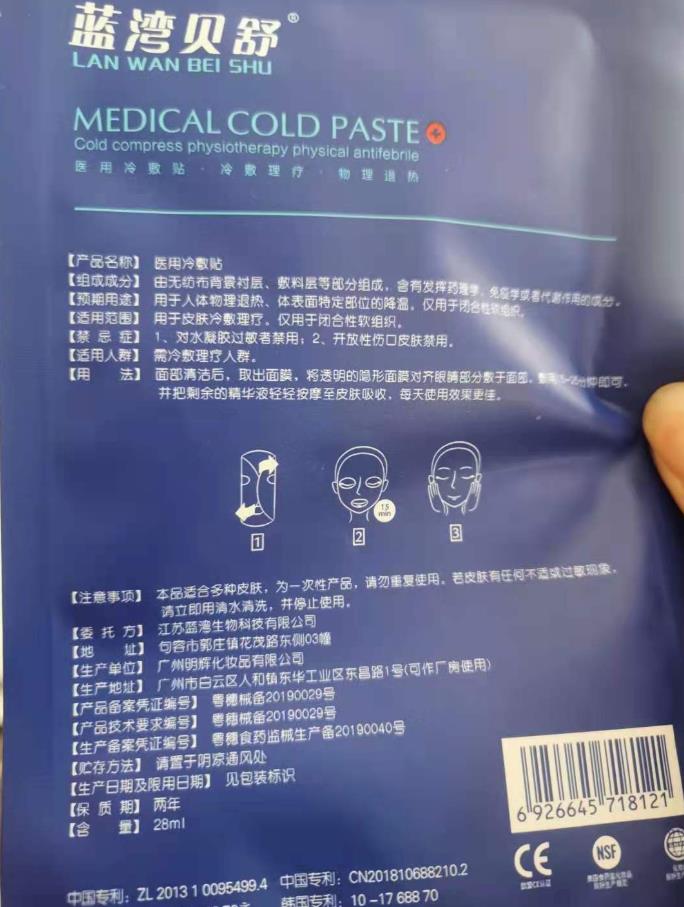 蓝湾贝舒®
LAN WAN BEI SHU
MEDICAL COLD PASTE
Cold compress physiotherapy physical antifebrile
医用冷敷贴 · 冷敷理疗 · 物理退热
【产品名称】 医用冷敷贴
【组成成分】 由无纺布背景衬层、敷料层等部分组成，含有发挥药理学、免疫学或者代谢作用的成分。
【预期用途】 用于人体物理退热、体表面特定部位的降温，仅用于闭合性软组织。
【适用范围】 用于皮肤冷敷理疗。仅用于闭合性软组织。
【禁忌症】 1、对水凝胶过敏者禁用；2、开放性伤口皮肤禁用。
【适用人群】 需冷敷理疗人群。
【用 法】 面部清洁后，取出面膜，将透明的隐形面膜对齐眼睛部分敷于面部，敷用15-25分钟即可，
并把剩余的精华液轻轻按摩至皮肤吸收，每天使用效果更佳。
15
min
1 2 3
【注意事项】 本品适合多种皮肤，为一次性产品，请勿重复使用。若皮肤有任何不适或过敏现象，
请立即用清水清洗，并停止使用。
【委托方】 江苏蓝湾生物科技有限公司
【地 址】 句容市郭庄镇花茂路东侧03幢
【生产单位】 广州明辉化妆品有限公司
【生产地址】 广州市白云区人和镇东华工业区东昌路1号(可作厂房使用)
【产品备案凭证编号】 粤穗械备20190029号
【产品技术要求编号】 粤穗械备20190029号
【生产备案凭证编号】 粤穗食药监械生产备20190040号
【贮存方法】 请置于阴凉通风处
【生产日期及限用日期】 见包装标识
【保质期】 两年
【含 量】 28ml
6 926645 718121
CE
NSF
中国专利：ZL 2013 1 0095499.4 中国专利：CN201810688210.2
韩国专利：10 -17 688 70